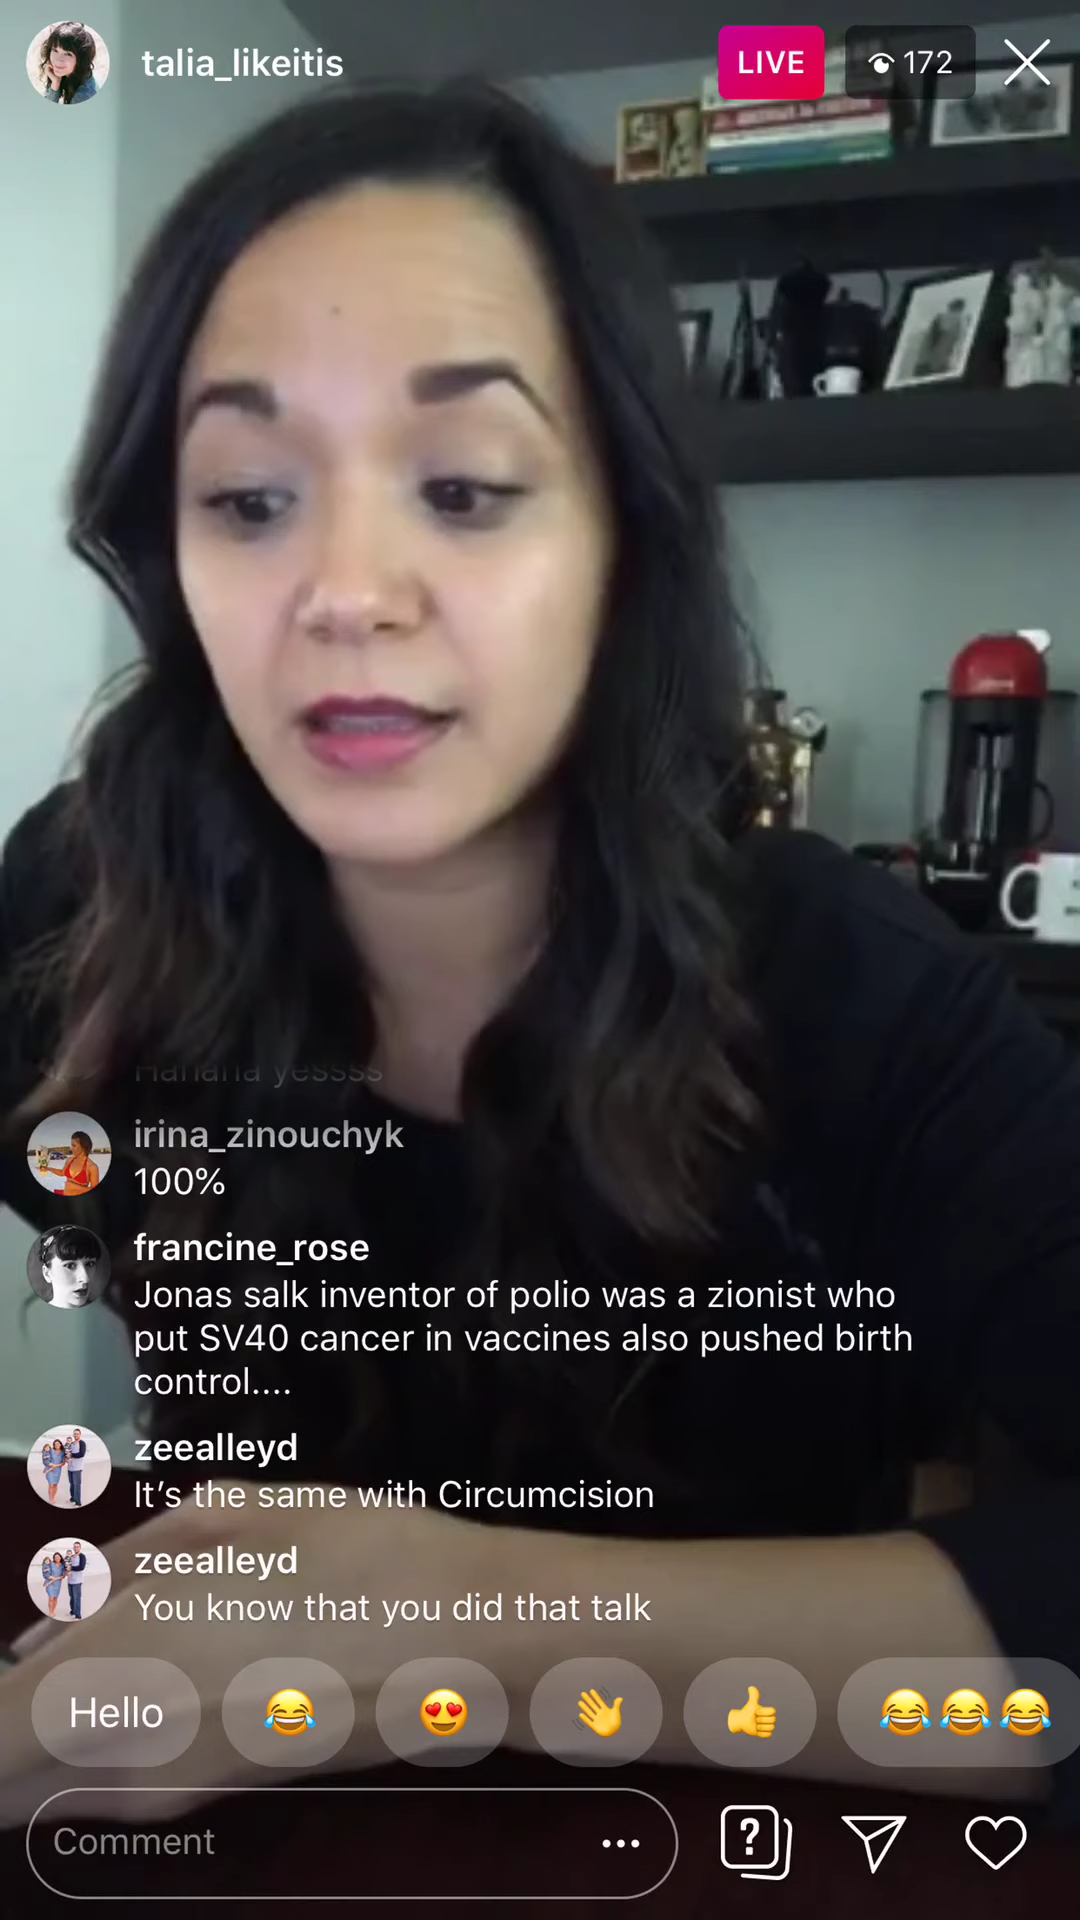 talia_likeitis
LIVE
172
Hahaha yessss
irina_zinouchyk
100%
francine_rose
Jonas salk inventor of polio was a zionist who
put SV40 cancer in vaccines also pushed birth
control....
zeealleyd
It’s the same with Circumcision
zeealleyd
You know that you did that talk
Hello
Comment